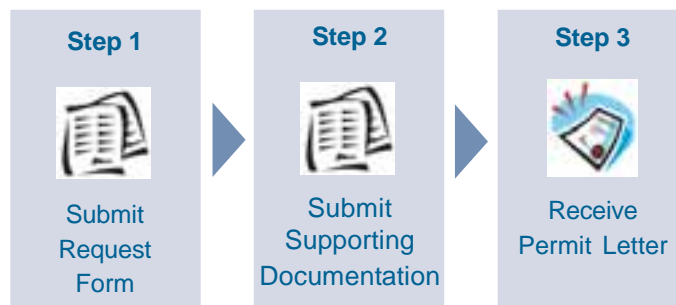 Step 1
Submit
Request
Form
Step 2
Submit
Supporting
Documentation
Step 3
Receive
Permit Letter